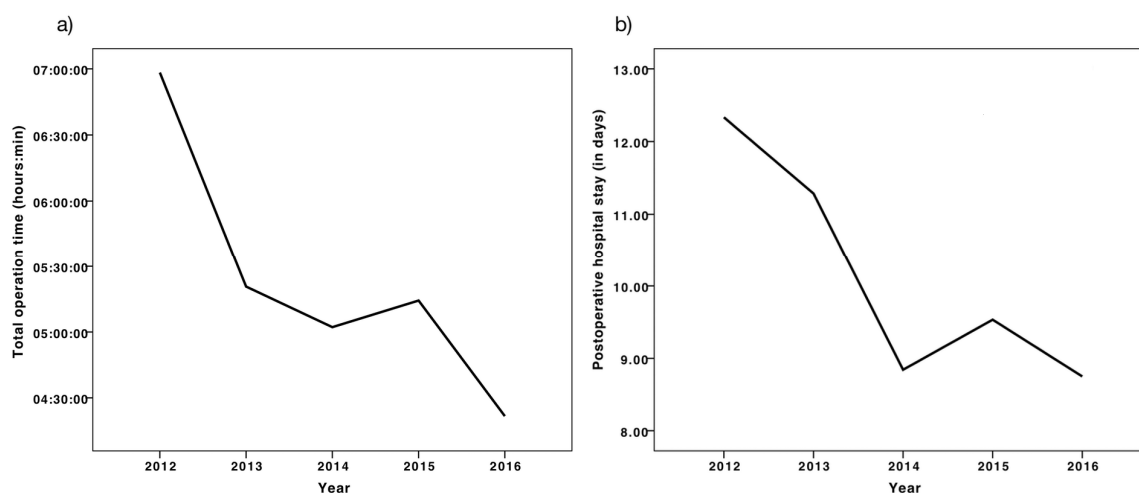 a)
Total operation time (hours:min)
07:00:00
06:30:00
06:00:00
05:30:00
05:00:00
04:30:00
2012 2013 2014 2015 2016
Year
b)
Postoperative hospital stay (in days)
13.00
12.00
11.00
10.00
9.00
8.00
2012 2013 2014 2015 2016
Year